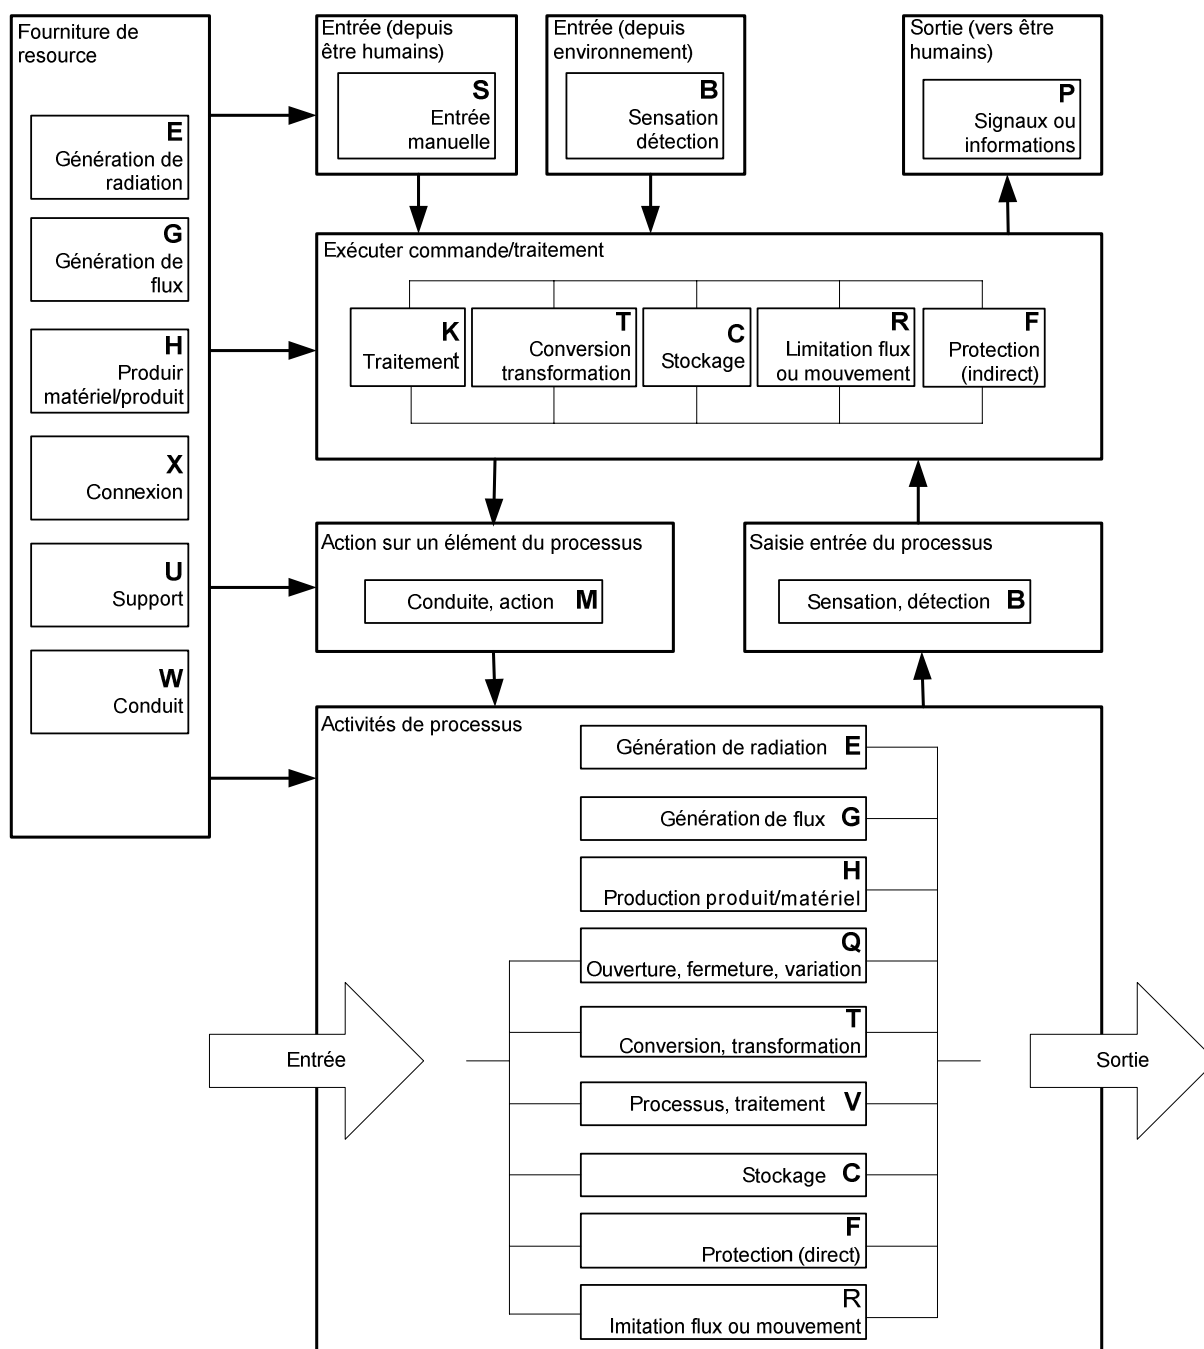 Fourniture de
resource
E
Génération de
radiation
G
Génération de
flux
H
Produir
matériel/produit
X
Connexion
U
Support
W
Conduit
Entrée (depuis
être humains)
S
Entrée
manuelle
Entrée (depuis
environnement)
B
Sensation
détection
Sortie (vers être
humains)
P
Signaux ou
informations
Exécuter commande/traitement
K
Traitement
T
Conversion
transformation
C
Stockage
R
Limitation flux
ou mouvement
F
Protection
(indirect)
Action sur un élément du processus
Conduite, action M
Saisie entrée du processus
Sensation, détection B
Activités de processus
Génération de radiation E
Génération de flux G
H
Production produit/matériel
Q
Ouverture, fermeture, variation
T
Conversion, transformation
Entrée
Sortie
Processus, traitement V
Stockage C
F
Protection (direct)
R
Imitation flux ou mouvement